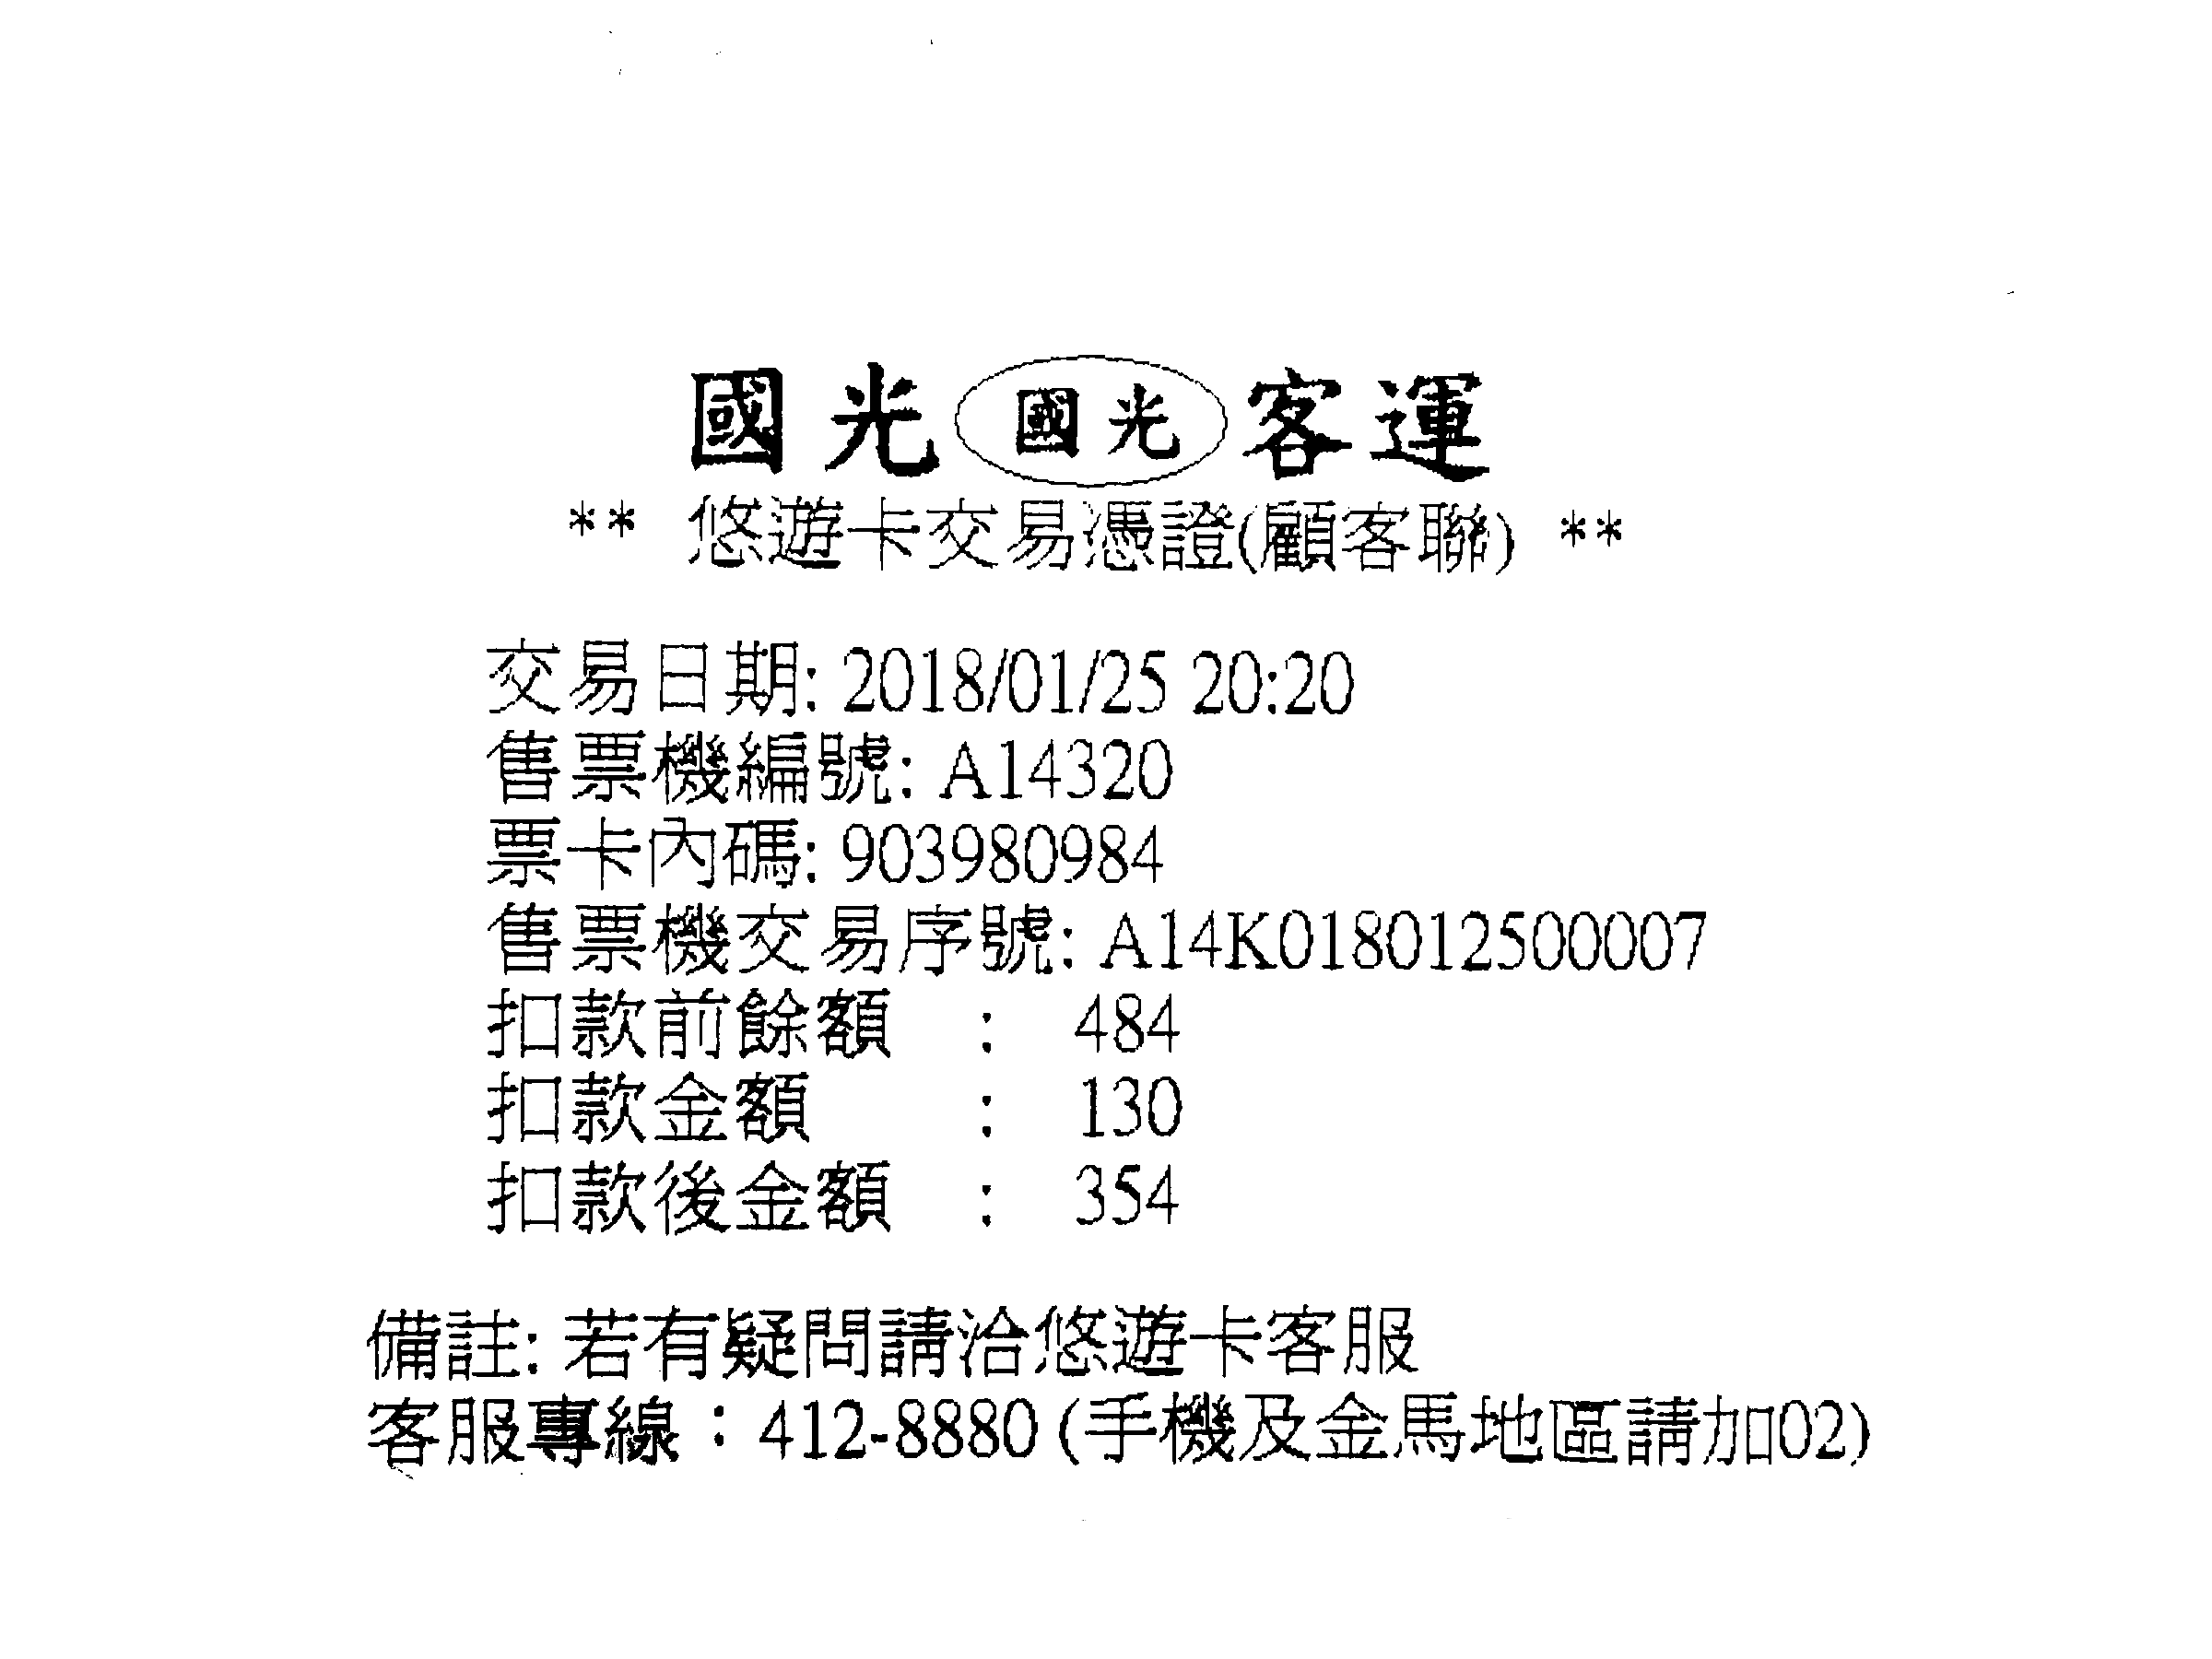 國光 國光 客運
** 悠遊卡交易憑證(顧客聯) **
交易日期: 2018/01/25 20:20
售票機編號: A14320
票卡內碼: 903980984
售票機交易序號: A14K018012500007
扣款前餘額 : 484
扣款金額 : 130
扣款後金額 : 354
備註: 若有疑問請洽悠遊卡客服
客服專線：412-8880 (手機及金馬地區請加02)